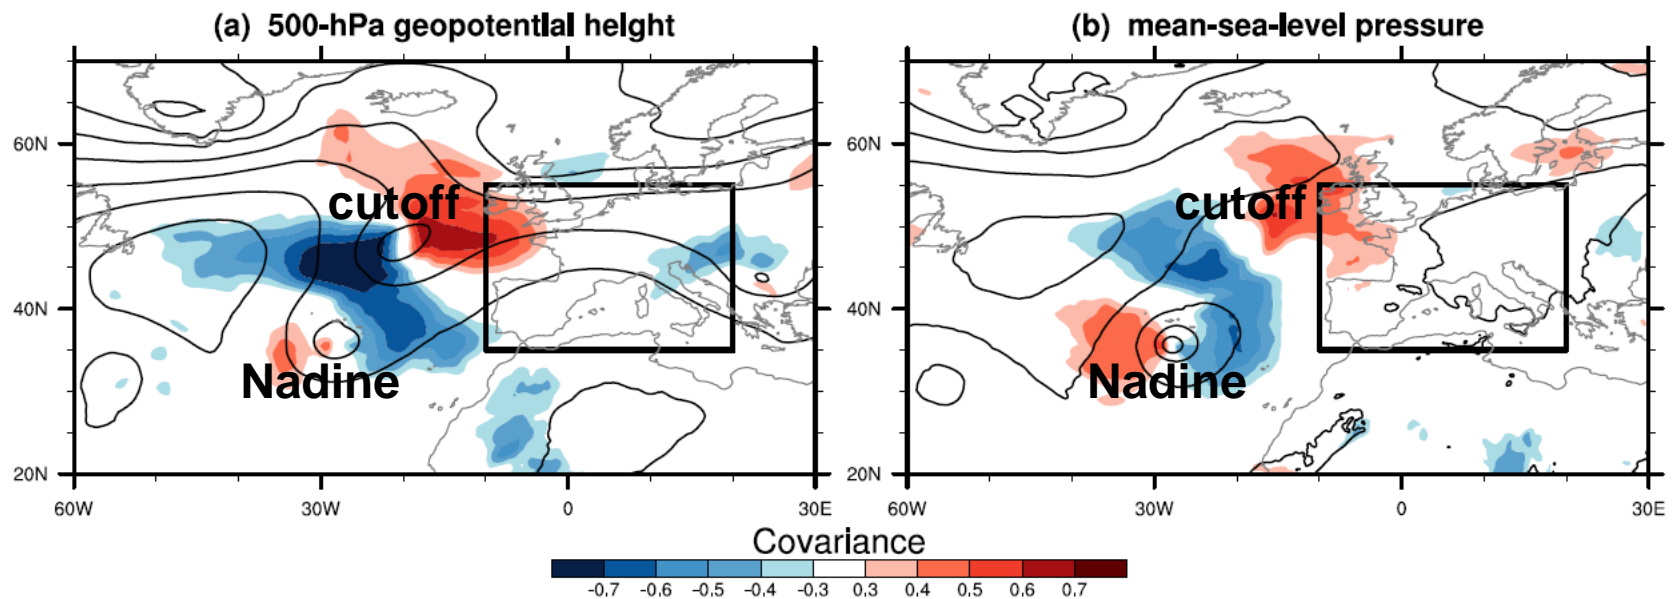 (a) 500-hPa geopotential height
(b) mean-sea-level pressure
60N
40N
20N
cutoff
Nadine
60W
30W
0
30E
60N
40N
20N
cutoff
Nadine
60W
30W
0
30E
Covariance
-0.7 -0.6 -0.5 -0.4 -0.3 0.3 0.4 0.5 0.6 0.7